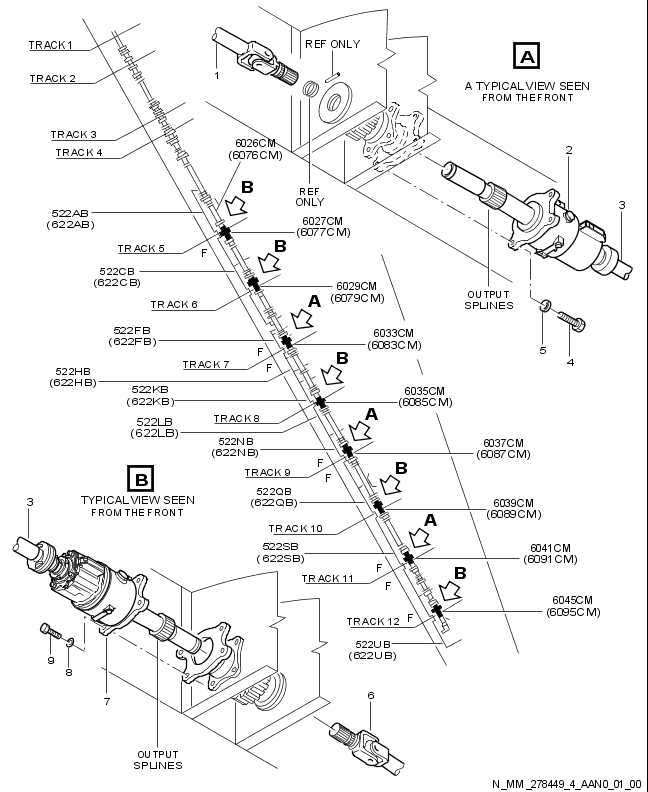 TRACK 1
TRACK 2
TRACK 3
TRACK 4
1
REF ONLY
REF
ONLY
A
A TYPICAL VIEW SEEN
FROM THE FRONT
2
3
OUTPUT
SPLINES
5
4
6026CM
(6076CM)
B
522AB
(622AB)
6027CM
(6077CM)
TRACK 5
F
B
522CB
(622CB)
6029CM
(6079CM)
TRACK 6
A
522FB
(622FB)
6033CM
(6083CM)
TRACK 7
F
F
B
522HB
(622HB)
522KB
(622KB)
6035CM
(6085CM)
TRACK 8
522LB
(622LB)
A
522NB
(622NB)
6037CM
(6087CM)
TRACK 9
F
F
B
522QB
(622QB)
6039CM
(6089CM)
TRACK 10
A
522SB
(622SB)
6041CM
(6091CM)
TRACK 11
F
F
B
6045CM
(6095CM)
TRACK 12
F
522UB
(622UB)
B
TYPICAL VIEW SEEN
FROM THE FRONT
3
9
8
7
OUTPUT
SPLINES
6
N_MM_278449_4_AAN0_01_00